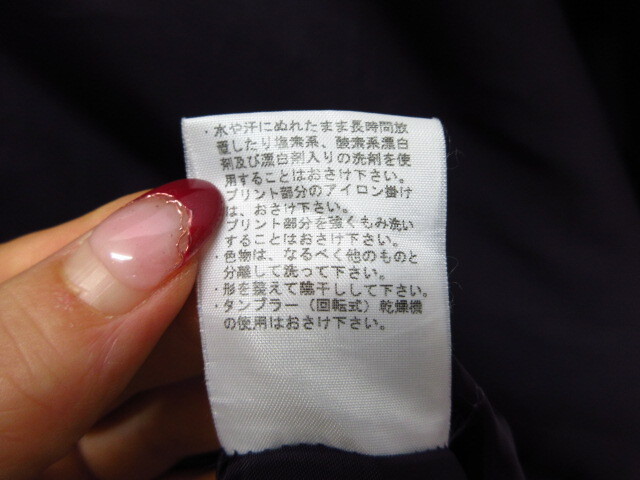 ・水や汗にぬれたまま長時間放
置したり塩素系、酸素系漂白
剤及び漂白剤入りの洗剤を使
用することはおさけ下さい。
プリント部分のアイロン掛け
は、おさけ下さい。
プリント部分を強くもみ洗い
することはおさけ下さい。
・色物は、なるべく他のものと
分離して洗って下さい。
・形を整えて陰干しして下さい。
・タンブラー（回転式）乾燥機
の使用はおさけ下さい。